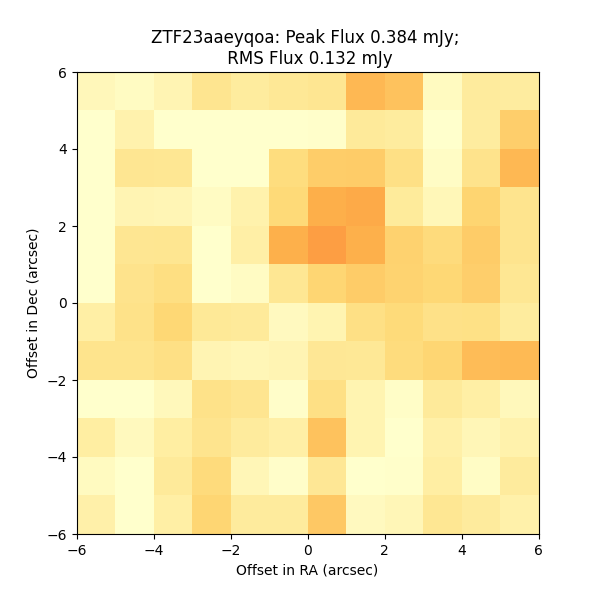 ZTF23aaeyqoa: Peak Flux 0.384 mJy;
RMS Flux 0.132 mJy
6
4
2
0
−2
−4
−6
Offset in Dec (arcsec)
−6 −4 −2 0 2 4 6
Offset in RA (arcsec)